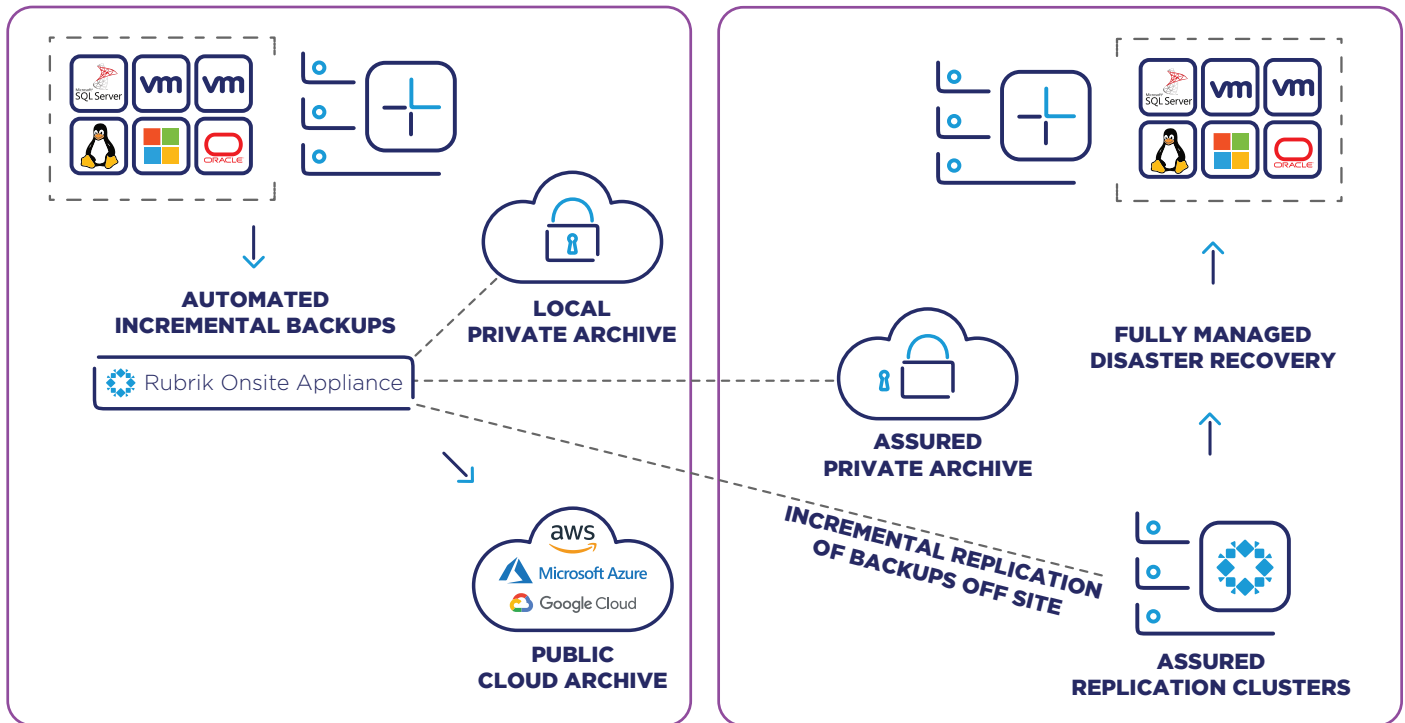 Microsoft
SQL Server
vm
vm
ORACLE
AUTOMATED
INCREMENTAL BACKUPS
Rubrik Onsite Appliance
LOCAL
PRIVATE ARCHIVE
aws
Microsoft Azure
Google Cloud
PUBLIC
CLOUD ARCHIVE
Microsoft
SQL Server
vm
vm
ORACLE
FULLY MANAGED
DISASTER RECOVERY
ASSURED
PRIVATE ARCHIVE
INCREMENTAL REPLICATION
OF BACKUPS OFF SITE
ASSURED
REPLICATION CLUSTERS